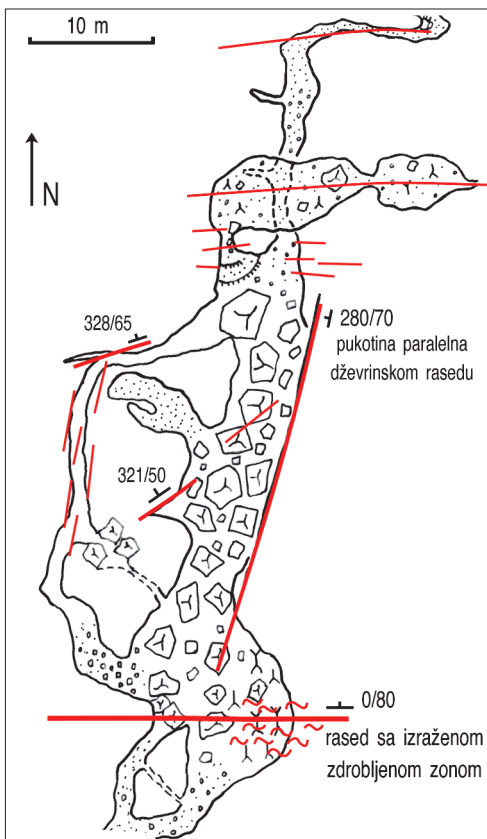 10 m
N
328/65
280/70
pukotina paralelna
dževrinskom rasedu
321/50
0/80
rased sa izraženom
zdrobljenom zonom